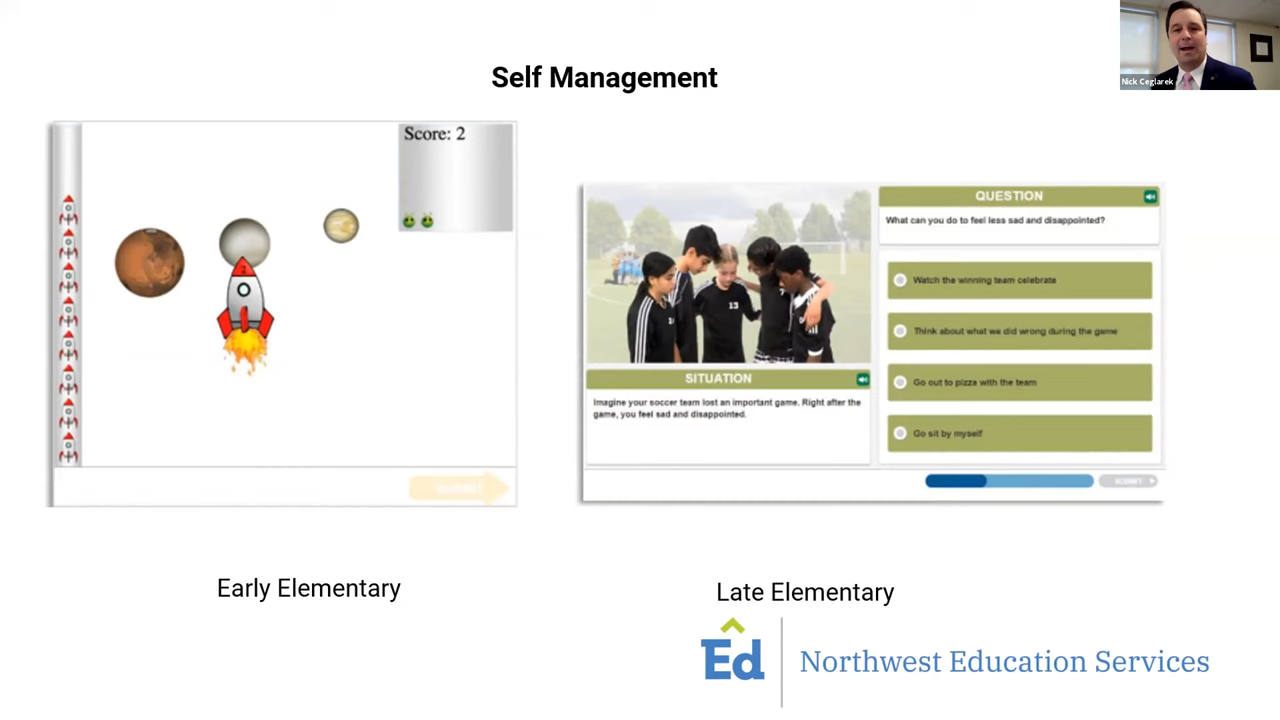 Self Management
Nick Ceglarek
Score: 2
QUESTION
What can you do to feel less sad and disappointed?
Watch the winning team celebrate
Think about what we did wrong during the game
Go out to pizza with the team
Go sit by myself
13
SITUATION
Imagine your soccer team lost an important game. Right after the
game, you feel sad and disappointed.
SUBMIT
SUBMIT
Early Elementary
Late Elementary
Ed
Northwest Education Services